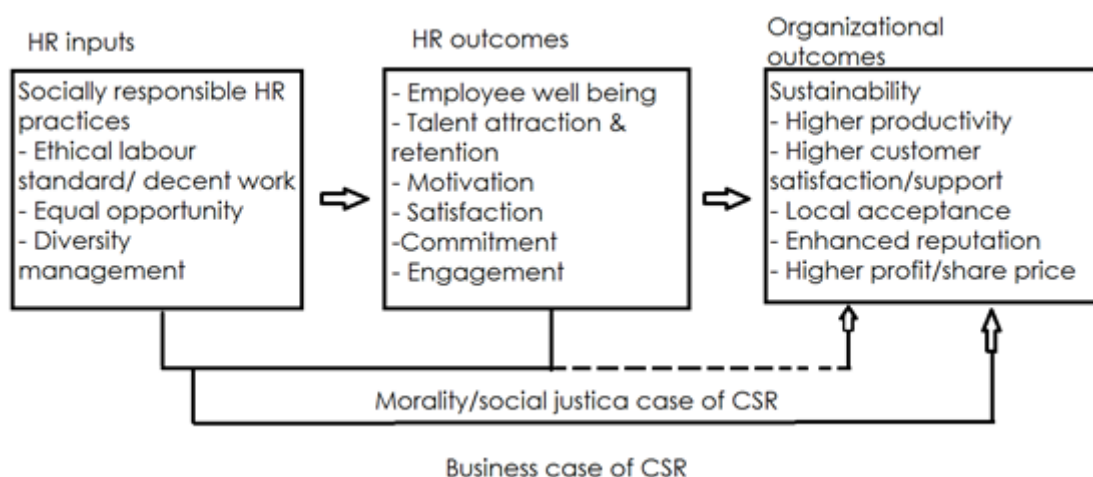 HR inputs
Socially responsible HR
practices
- Ethical labour
standard/ decent work
- Equal opportunity
- Diversity
management
HR outcomes
- Employee well being
- Talent attraction &
retention
- Motivation
- Satisfaction
-Commitment
- Engagement
Organizational
outcomes
Sustainability
- Higher productivity
- Higher customer
satisfaction/support
- Local acceptance
- Enhanced reputation
- Higher profit/share price
Morality/social justica case of CSR
Business case of CSR